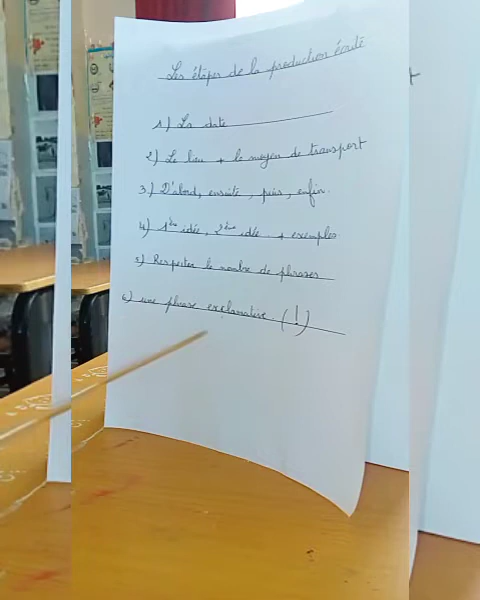 Les étapes de la production écrite
1) La date
2) Le lieu + le moyen de transport
3) D'abord, ensuite, puis, enfin.
4) 1ère idée, 2ème idée + exemples
5) Respecter le nombre de phrases
6) une phrase exclamative. (!)